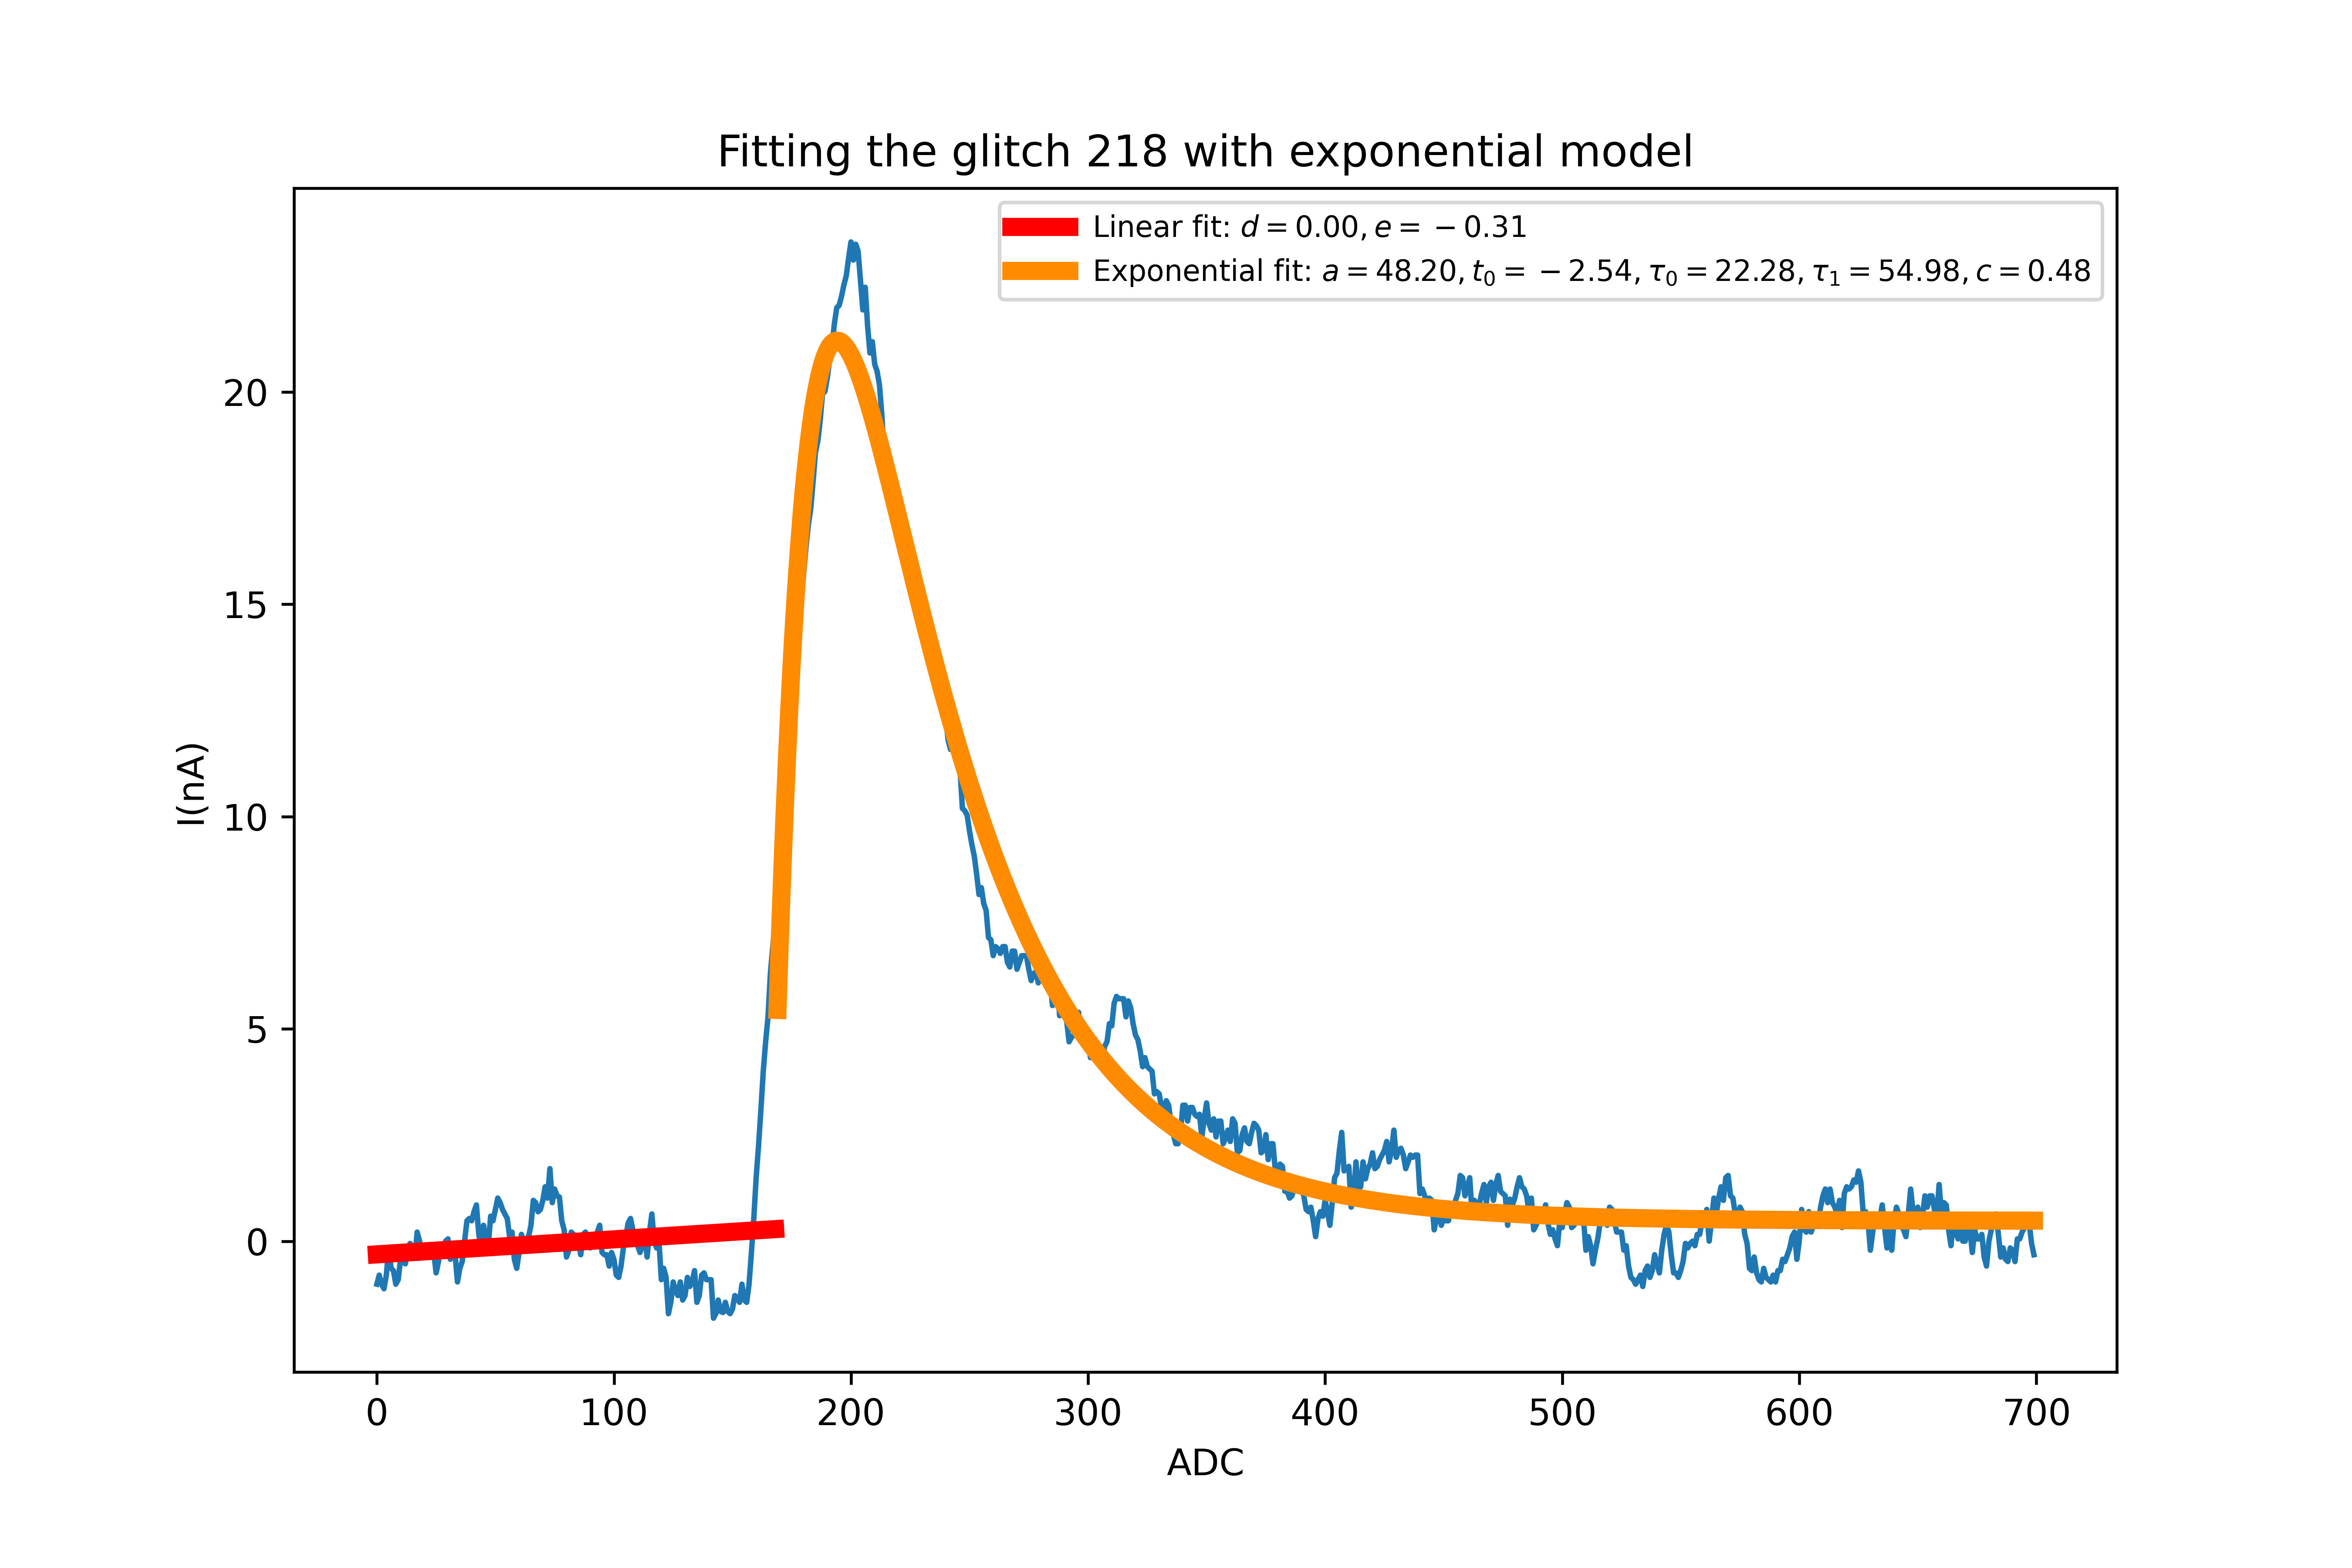 Fitting the glitch 218 with exponential model
Linear fit: d = 0.00, e = −0.31
Exponential fit: a = 48.20, t₀ = −2.54, τ₀ = 22.28, τ₁ = 54.98, c = 0.48
I(nA)
20
15
10
5
0
0 100 200 300 400 500 600 700
ADC